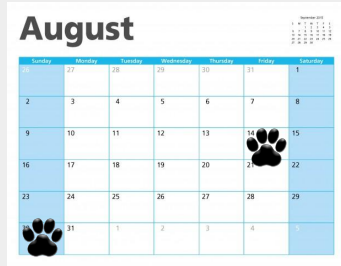 August
Sunday Monday Tuesday Wednesday Thursday Friday Saturday
26 27 28 29 30 31 1
2 3 4 5 6 7 8
9 10 11 12 13 14 15
16 17 18 19 20 21 22
23 24 25 26 27 28 29
31 1 2 3 4 5